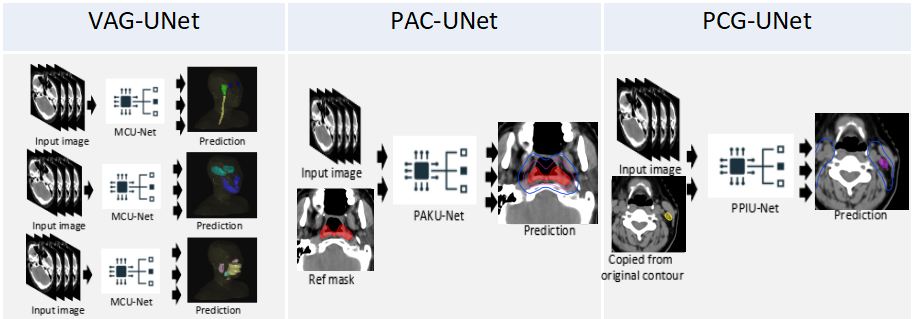 VAG-UNet
PAC-UNet
PCG-UNet
Input image
MCU-Net
Prediction
Input image
MCU-Net
Prediction
Input image
MCU-Net
Prediction
Input image
Ref mask
PAKU-Net
Prediction
Input image
Copied from
original contour
PPIU-Net
Prediction